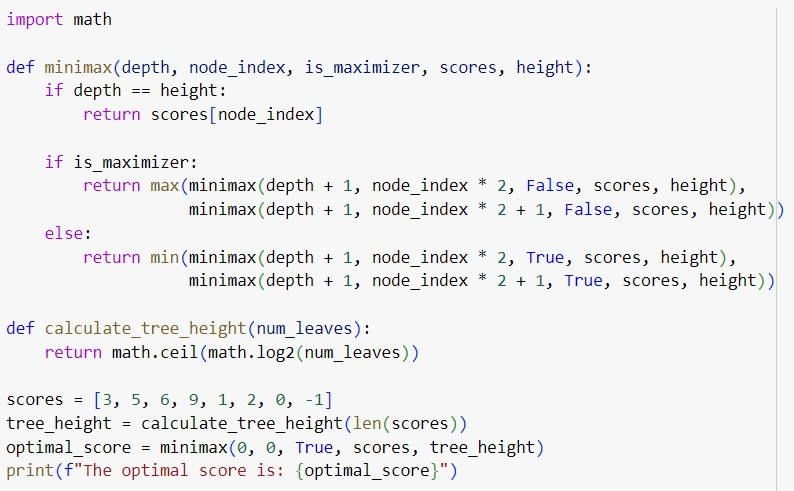 import math
def minimax(depth, node_index, is_maximizer, scores, height):
    if depth == height:
        return scores[node_index]
    if is_maximizer:
        return max(minimax(depth + 1, node_index * 2, False, scores, height),
                   minimax(depth + 1, node_index * 2 + 1, False, scores, height))
    else:
        return min(minimax(depth + 1, node_index * 2, True, scores, height),
                   minimax(depth + 1, node_index * 2 + 1, True, scores, height))
def calculate_tree_height(num_leaves):
    return math.ceil(math.log2(num_leaves))
scores = [3, 5, 6, 9, 1, 2, 0, -1]
tree_height = calculate_tree_height(len(scores))
optimal_score = minimax(0, 0, True, scores, tree_height)
print(f"The optimal score is: {optimal_score}")